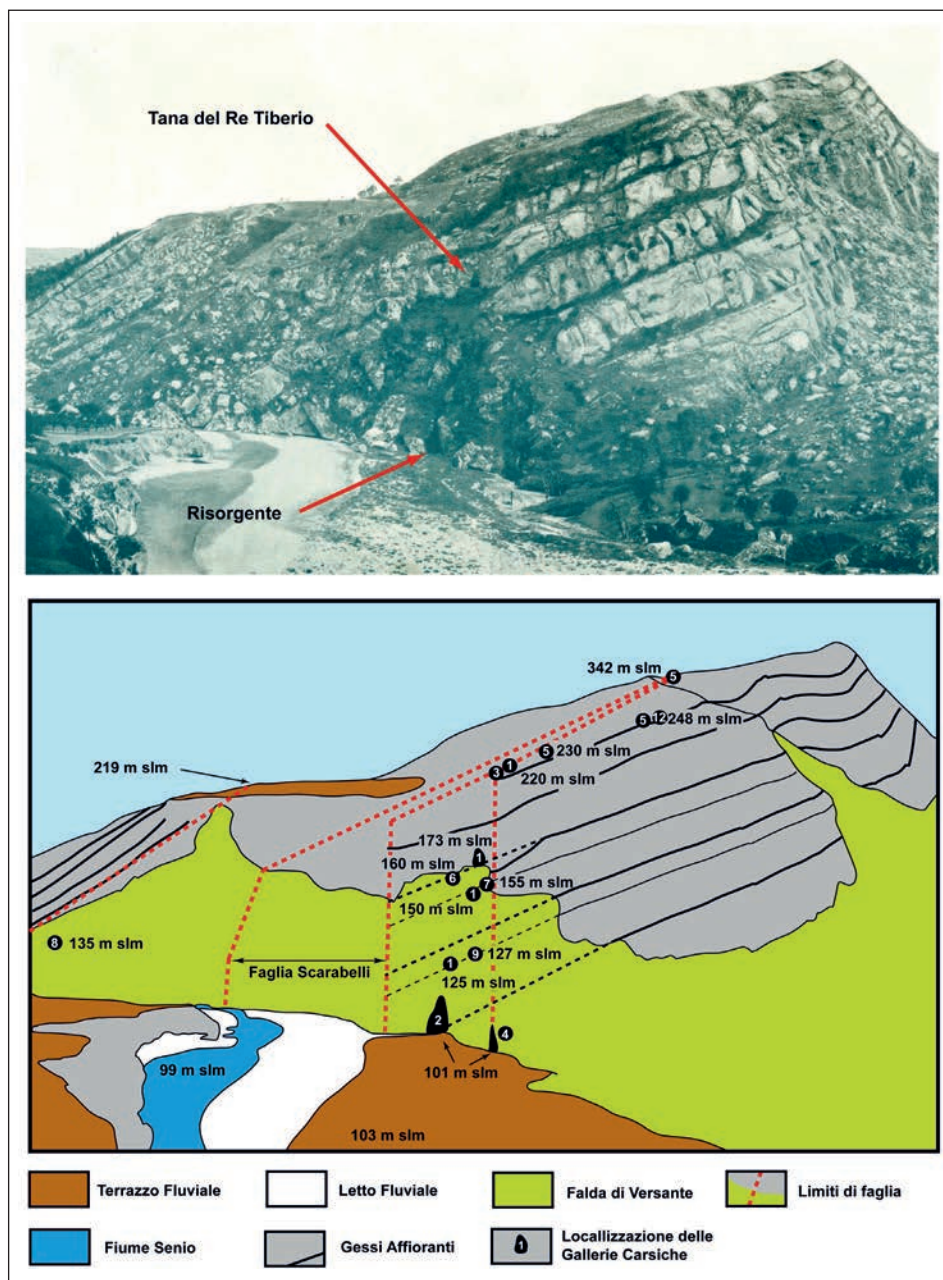 Tana del Re Tiberio
Risorgente
342 m slm
5
5
12
248 m slm
5
230 m slm
3
1
220 m slm
219 m slm
173 m slm
1
160 m slm
6
7
155 m slm
1
150 m slm
8
135 m slm
9
127 m slm
Faglia Scarabelli
1
125 m slm
2
4
99 m slm
101 m slm
103 m slm
Terrazzo Fluviale
Letto Fluviale
Falda di Versante
Limiti di faglia
Fiume Senio
Gessi Affioranti
1
Locallizzazione delle
Gallerie Carsiche